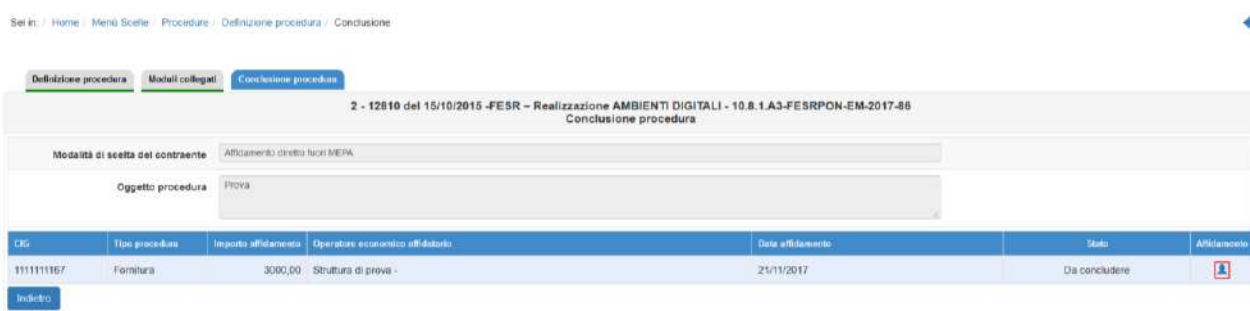 Sei in: / Home / Menù Scelte / Procedure / Definizione procedura / Conclusione
Definizione procedura Moduli collegati Conclusione procedura
2 - 12810 del 15/10/2015 -FESR – Realizzazione AMBIENTI DIGITALI - 10.8.1.A3-FESRPON-EM-2017-86
Conclusione procedura
Modalità di scelta del contraente Affidamento diretto fuori MEPA
Oggetto procedura Prova
CIG Tipo procedura Importo affidamento Operatore economico affidatario Data affidamento Stato Affidamento
1111111167 Fornitura 3000,00 Struttura di prova - 21/11/2017 Da concludere
Indietro